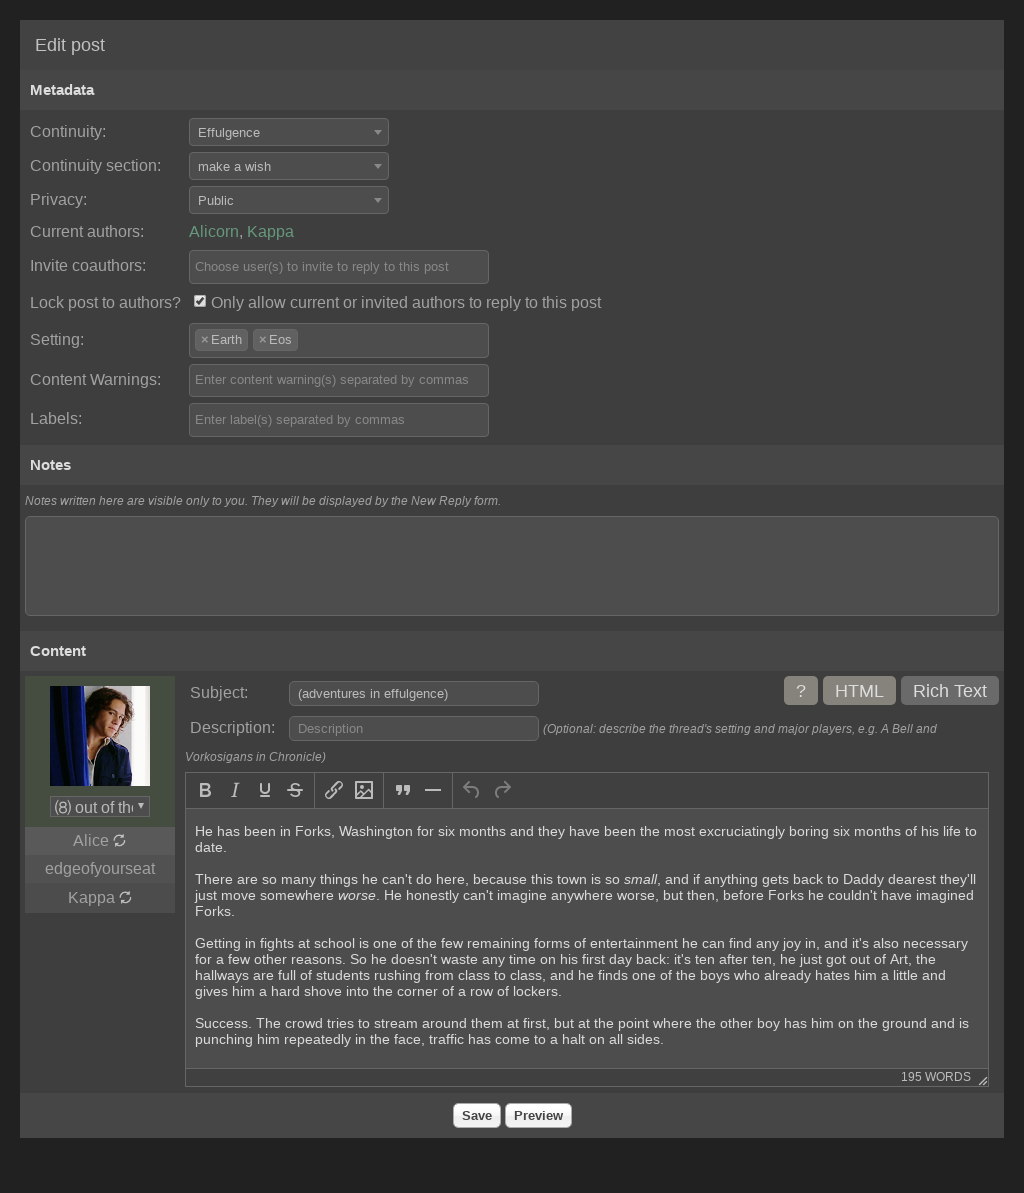 Edit post
Metadata
Continuity: Effulgence
Continuity section: make a wish
Privacy: Public
Current authors: Alicorn, Kappa
Invite coauthors: Choose user(s) to invite to reply to this post
Lock post to authors? Only allow current or invited authors to reply to this post
Setting: ×Earth ×Eos
Content Warnings: Enter content warning(s) separated by commas
Labels: Enter label(s) separated by commas
Notes
Notes written here are visible only to you. They will be displayed by the New Reply form.
Content
(8) out of the
Alice
edgeofyourseat
Kappa
Subject: (adventures in effulgence)
? HTML Rich Text
Description: Description (Optional: describe the thread's setting and major players, e.g. A Bell and
Vorkosigans in Chronicle)
B I U S
He has been in Forks, Washington for six months and they have been the most excruciatingly boring six months of his life to
date.
There are so many things he can't do here, because this town is so small, and if anything gets back to Daddy dearest they'll
just move somewhere worse. He honestly can't imagine anywhere worse, but then, before Forks he couldn't have imagined
Forks.
Getting in fights at school is one of the few remaining forms of entertainment he can find any joy in, and it's also necessary
for a few other reasons. So he doesn't waste any time on his first day back: it's ten after ten, he just got out of Art, the
hallways are full of students rushing from class to class, and he finds one of the boys who already hates him a little and
gives him a hard shove into the corner of a row of lockers.
Success. The crowd tries to stream around them at first, but at the point where the other boy has him on the ground and is
punching him repeatedly in the face, traffic has come to a halt on all sides.
195 WORDS
Save Preview